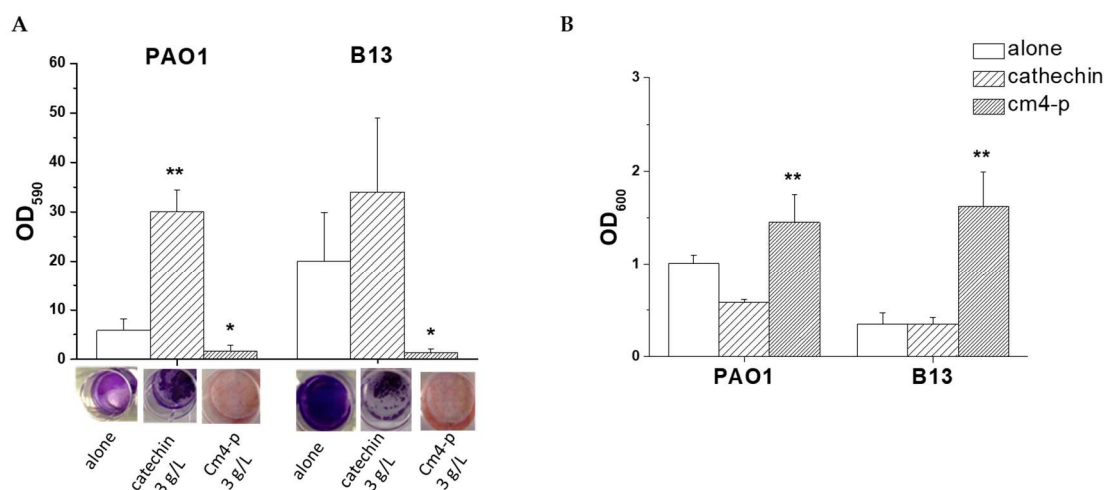 A
PAO1 B13
60
50
40
30
20
10
0
OD590
**
*
*
alone
catechin
3 g/L
Cm4-p
3 g/L
alone
catechin
3 g/L
Cm4-p
3 g/L
B
alone
cathechin
cm4-p
3
2
1
0
OD600
**
**
PAO1 B13